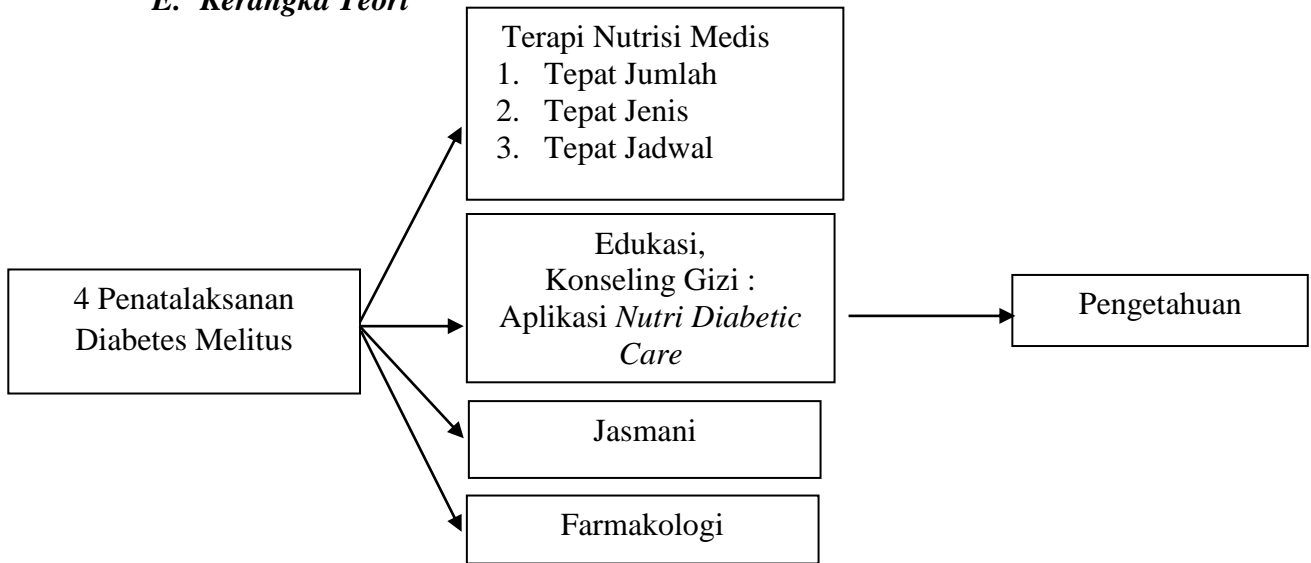 E. Kerangka Teori
Terapi Nutrisi Medis
1. Tepat Jumlah
2. Tepat Jenis
3. Tepat Jadwal
4 Penatalaksanan
Diabetes Melitus
Edukasi,
Konseling Gizi :
Aplikasi Nutri Diabetic
Care
Pengetahuan
Jasmani
Farmakologi